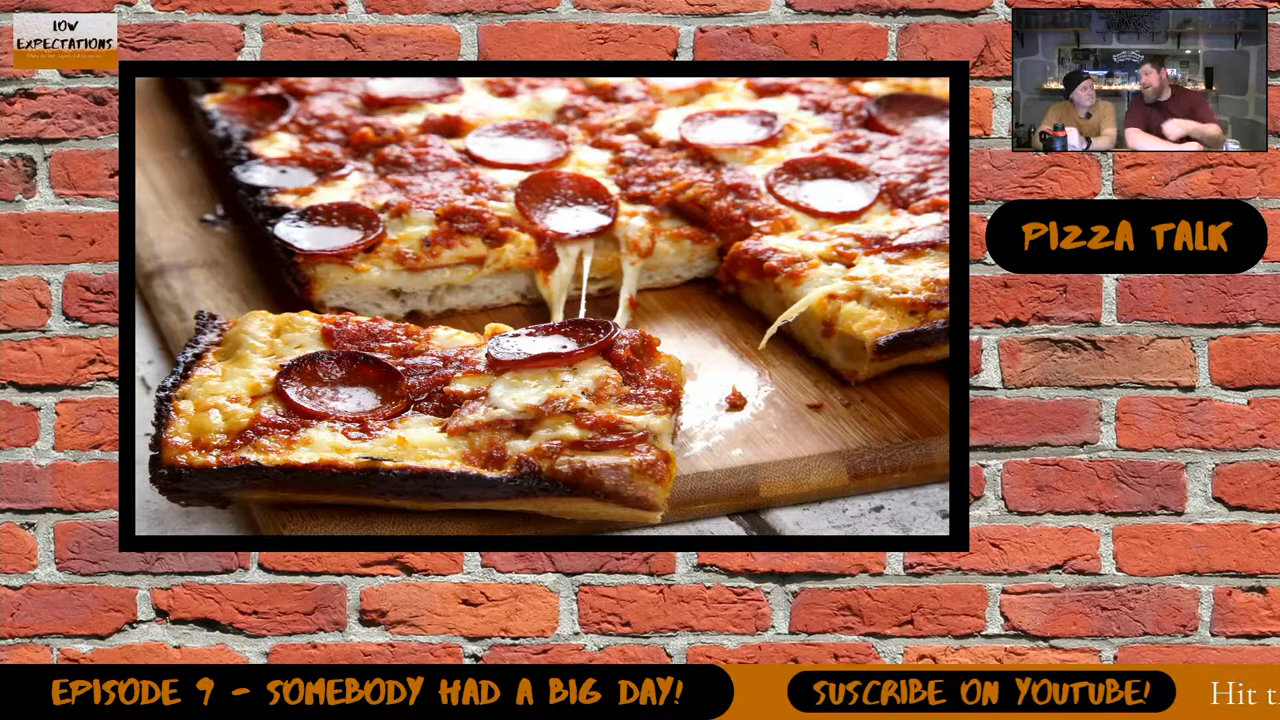 LOW
EXPECTATIONS
PIZZA TALK
EPISODE 9 - SOMEBODY HAD A BIG DAY!
SUSCRIBE ON YOUTUBE!
Hit t